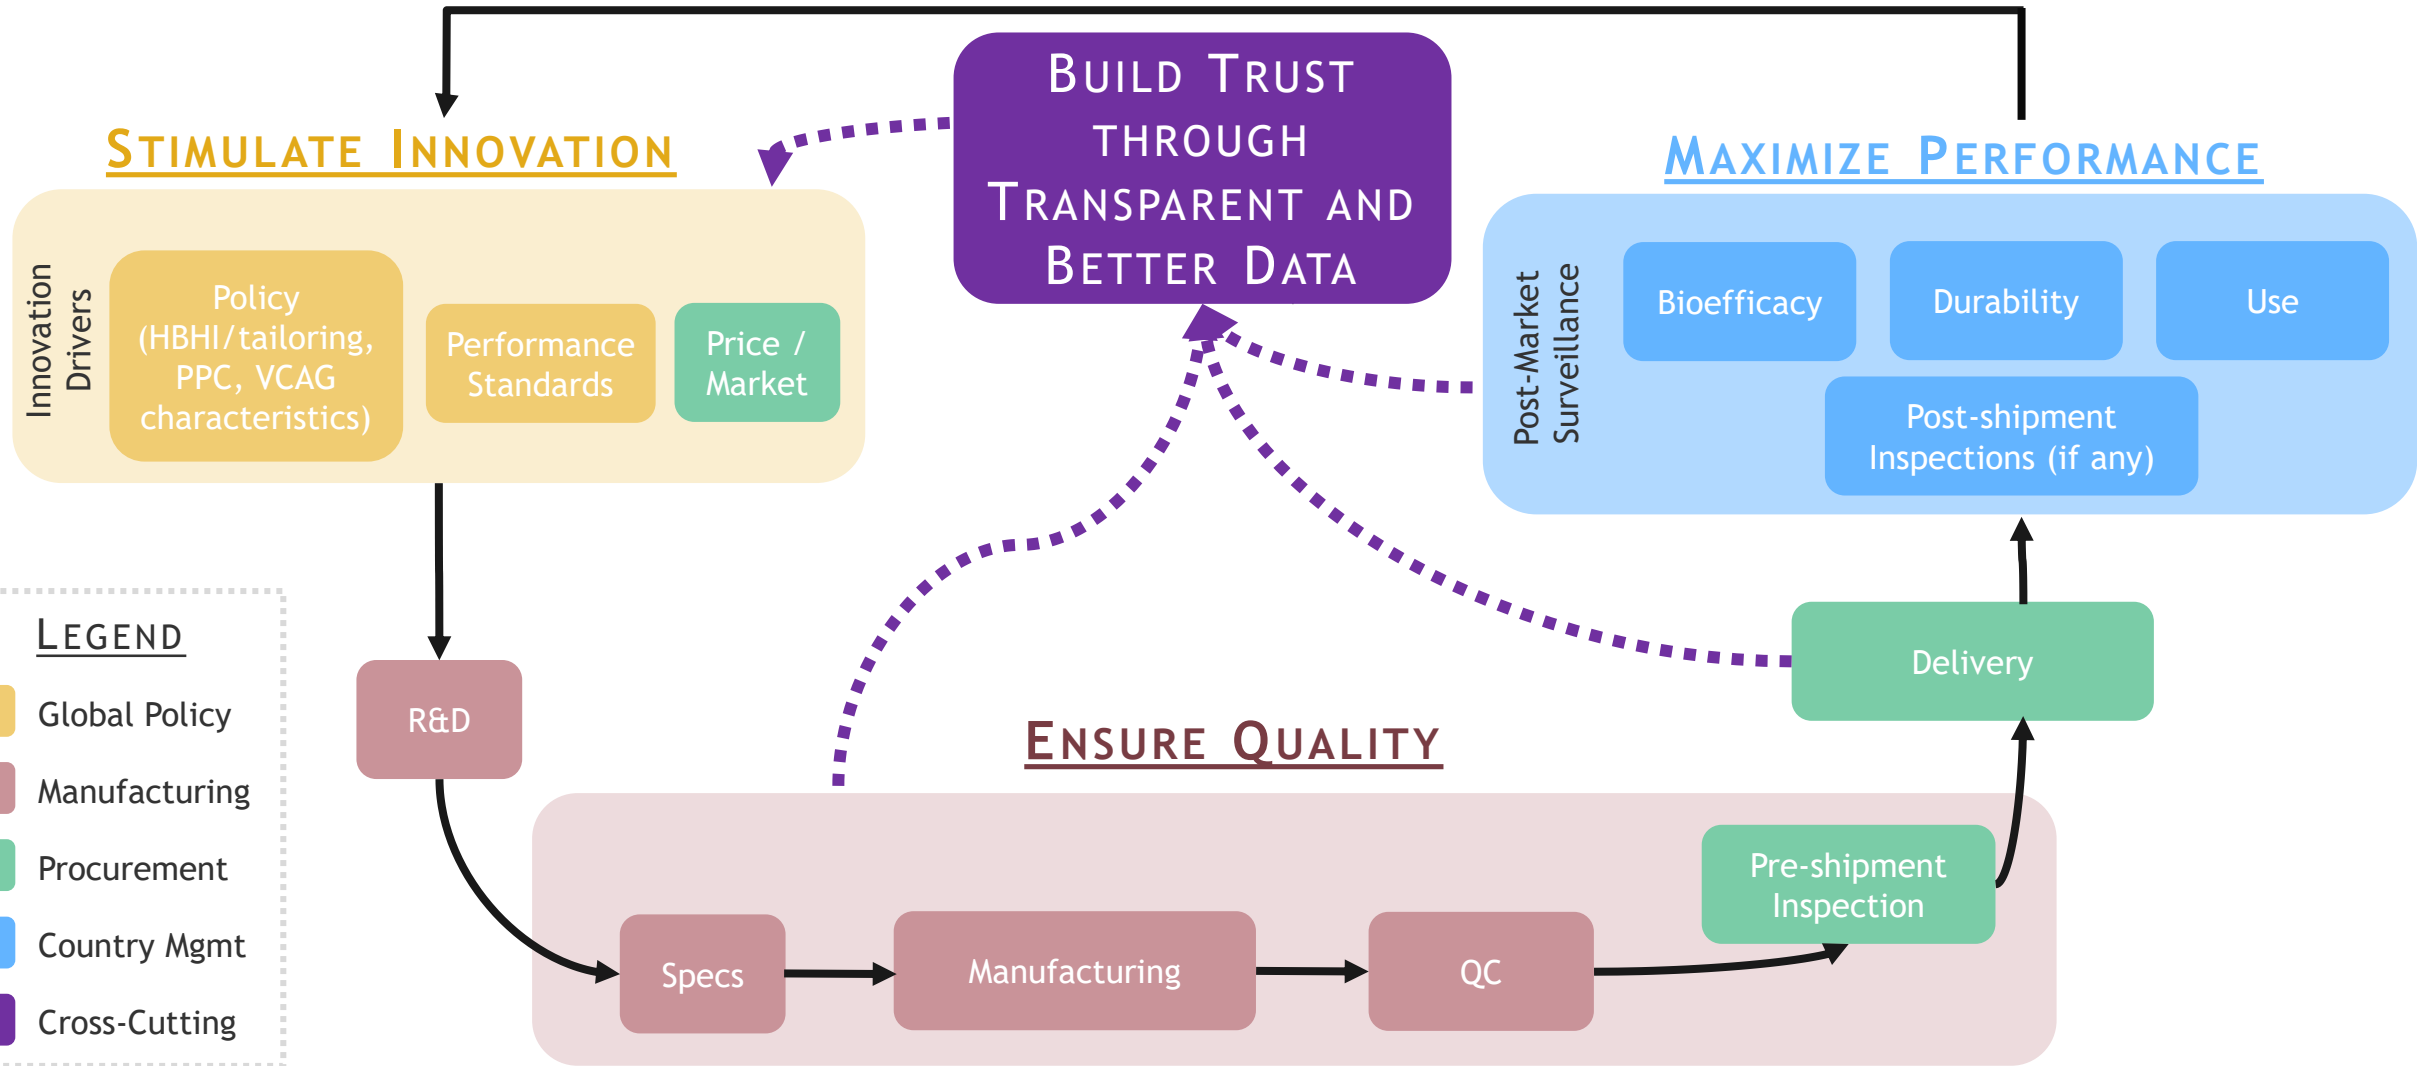 BUILD TRUST
THROUGH
TRANSPARENT AND
BETTER DATA
STIMULATE INNOVATION
Innovation
Drivers
Policy
(HBHI/tailoring,
PPC, VCAG
characteristics)
Performance
Standards
Price /
Market
MAXIMIZE PERFORMANCE
Post-Market
Surveillance
Bioefficacy
Durability
Use
Post-shipment
Inspections (if any)
LEGEND
Global Policy
Manufacturing
Procurement
Country Mgmt
Cross-Cutting
R&D
Delivery
ENSURE QUALITY
Specs
Manufacturing
QC
Pre-shipment
Inspection